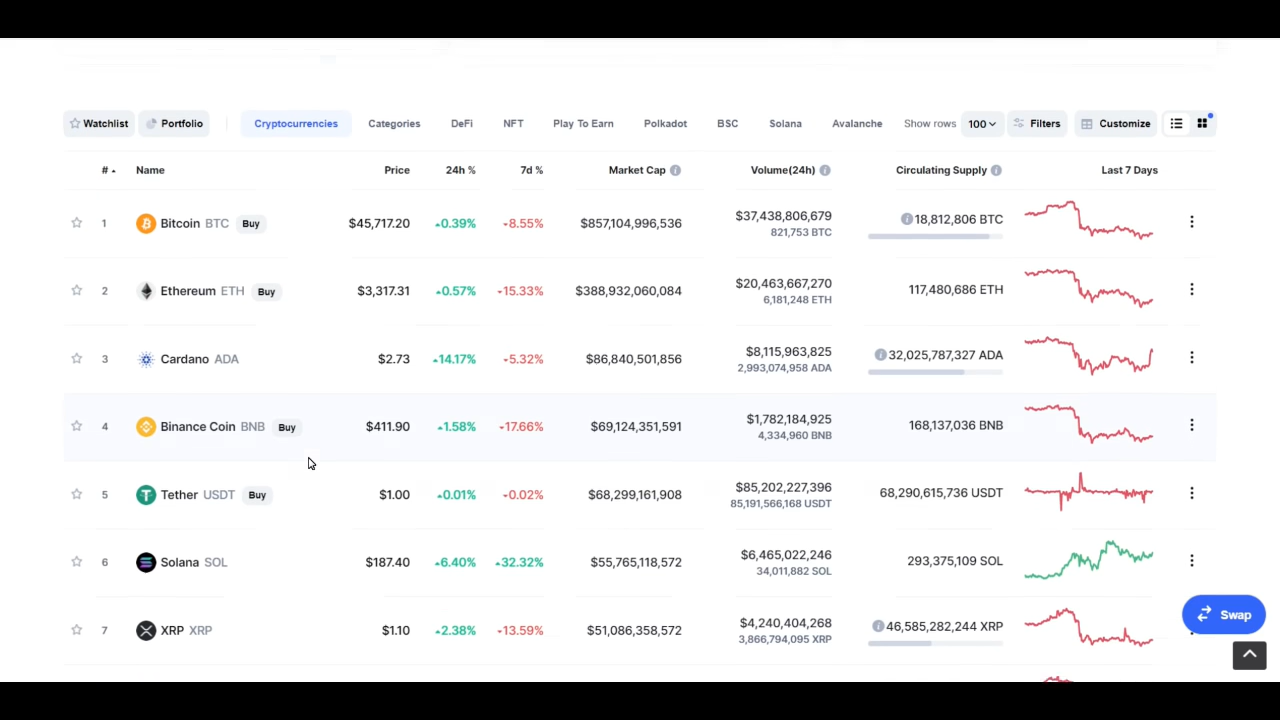 Watchlist Portfolio Cryptocurrencies Categories DeFi NFT Play To Earn Polkadot BSC Solana Avalanche Show rows 100 Filters Customize
# Name Price 24h % 7d % Market Cap Volume(24h) Circulating Supply Last 7 Days
1 Bitcoin BTC Buy $45,717.20 0.39% 8.55% $857,104,996,536 $37,438,806,679 18,812,806 BTC
821,753 BTC
2 Ethereum ETH Buy $3,317.31 0.57% 15.33% $388,932,060,084 $20,463,667,270 117,480,686 ETH
6,181,248 ETH
3 Cardano ADA $2.73 14.17% 5.32% $86,840,501,856 $8,115,963,825 32,025,787,327 ADA
2,993,074,958 ADA
4 Binance Coin BNB Buy $411.90 1.58% 17.66% $69,124,351,591 $1,782,184,925 168,137,036 BNB
4,334,960 BNB
5 Tether USDT Buy $1.00 0.01% 0.02% $68,299,161,908 $85,202,227,396 68,290,615,736 USDT
85,191,566,168 USDT
6 Solana SOL $187.40 6.40% 32.32% $55,765,118,572 $6,465,022,246 293,375,109 SOL
34,011,882 SOL
7 XRP XRP $1.10 2.38% 13.59% $51,086,358,572 $4,240,404,268 46,585,282,244 XRP
3,866,794,095 XRP
Swap